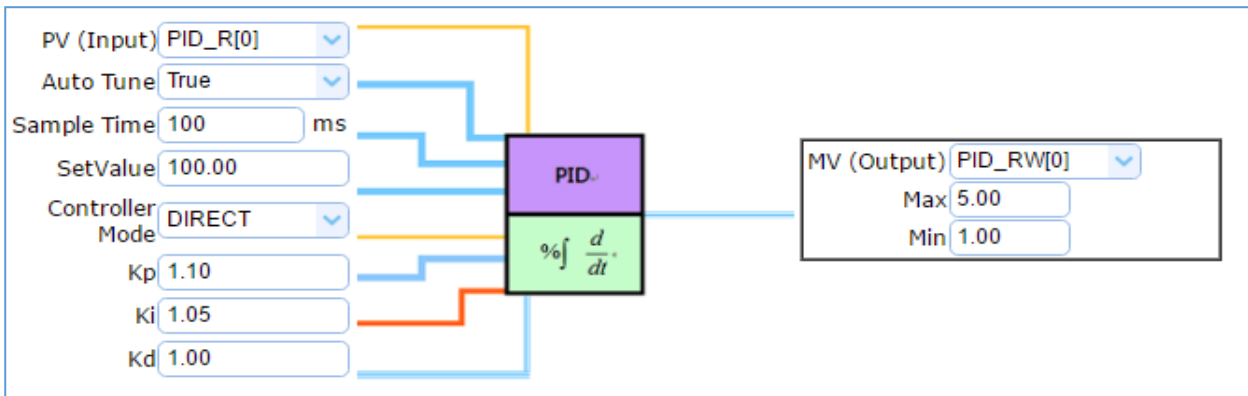 PV (Input) PID_R[0]
Auto Tune True
Sample Time 100 ms
SetValue 100.00
Controller
Mode DIRECT
Kp 1.10
Ki 1.05
Kd 1.00
PID
%∫ d/dt
MV (Output) PID_RW[0]
Max 5.00
Min 1.00